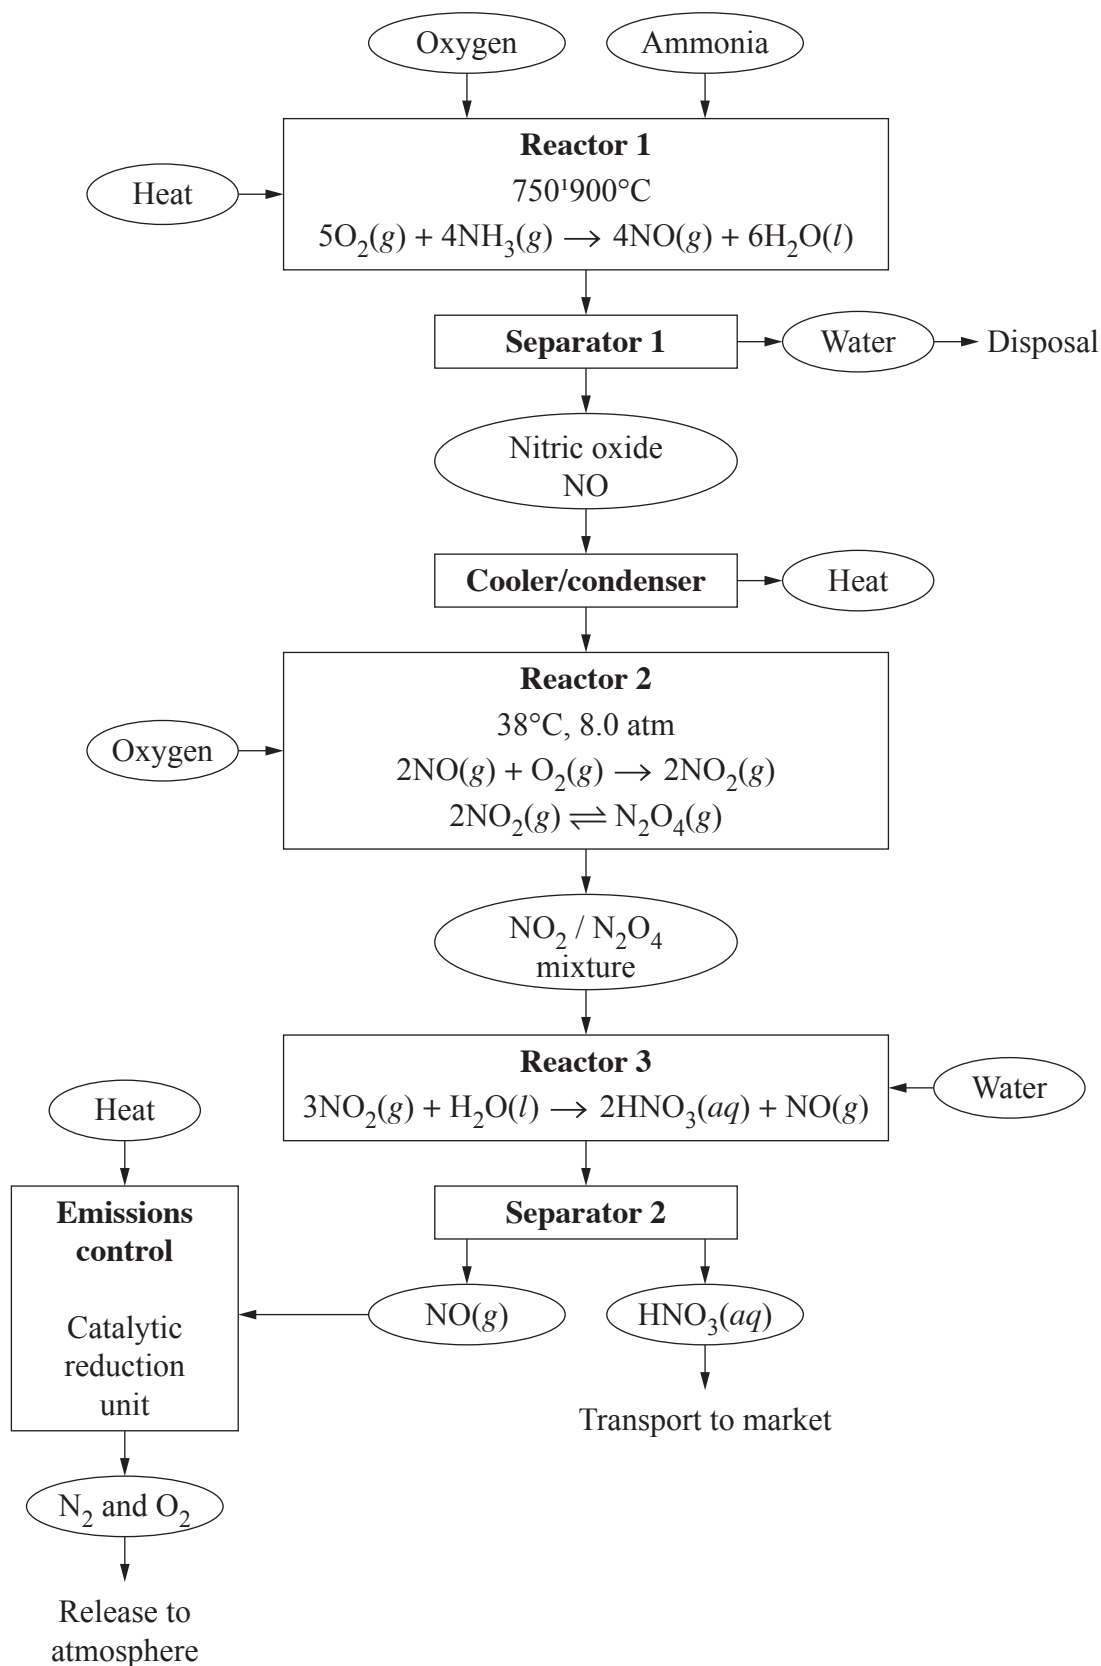 Oxygen
Ammonia
Reactor 1
Heat
750¹900°C
5O₂(g) + 4NH₃(g) → 4NO(g) + 6H₂O(l)
Separator 1
Water
Disposal
Nitric oxide
NO
Cooler/condenser
Heat
Reactor 2
38°C, 8.0 atm
Oxygen
2NO(g) + O₂(g) → 2NO₂(g)
2NO₂(g) ⇌ N₂O₄(g)
NO₂ / N₂O₄
mixture
Reactor 3
3NO₂(g) + H₂O(l) → 2HNO₃(aq) + NO(g)
Water
Heat
Separator 2
Emissions
control
Catalytic
reduction
unit
NO(g)
HNO₃(aq)
Transport to market
N₂ and O₂
Release to
atmosphere